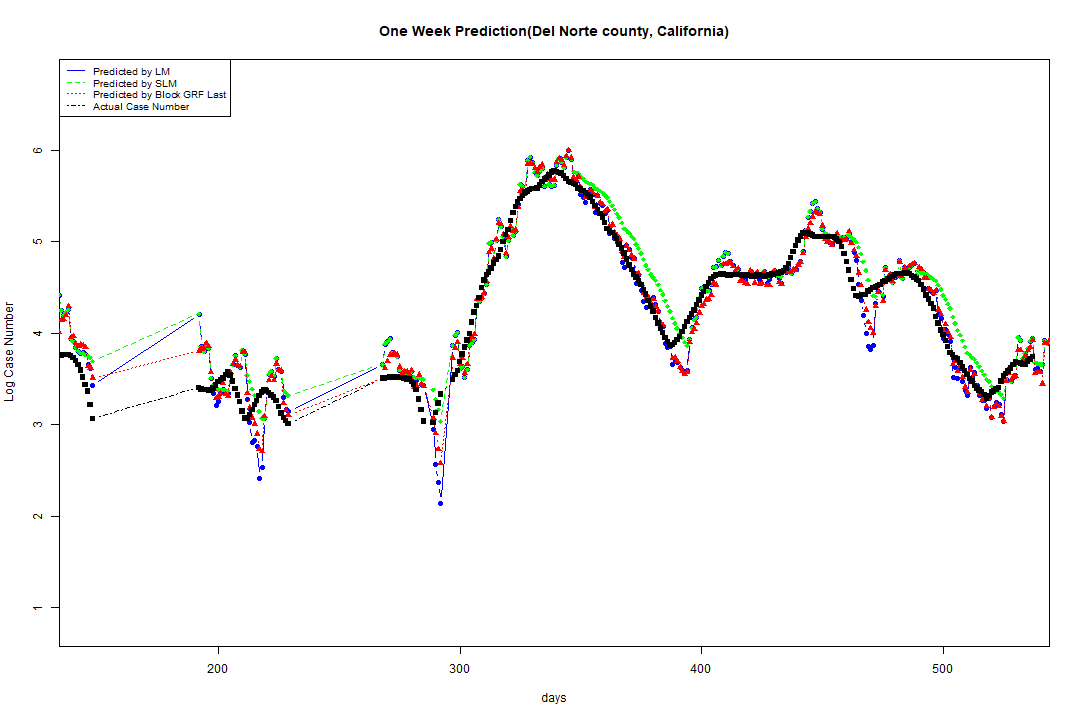 One Week Prediction(Del Norte county, California)
Predicted by LM
Predicted by SLM
Predicted by Block GRF Last
Actual Case Number
Log Case Number
6
5
4
3
2
1
200
300
400
500
days